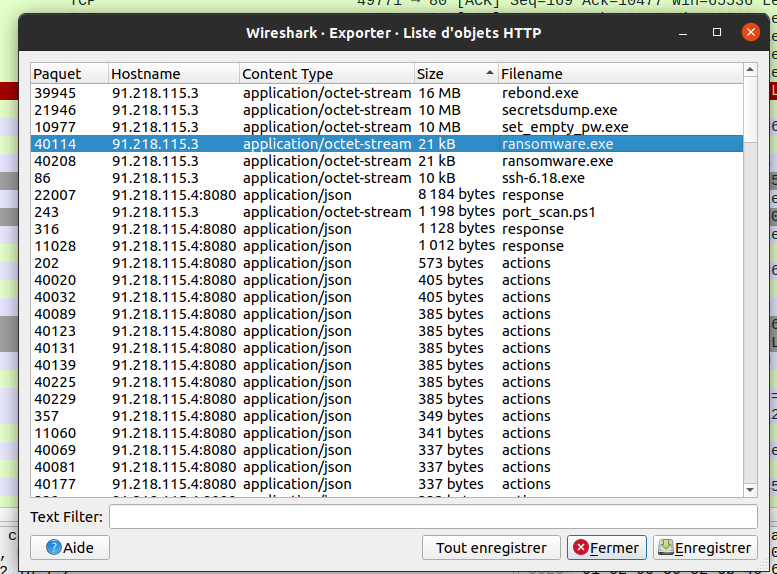 TCP 49771 → 80 [ACK] Seq=169 Ack=10477 Win=65536 Le
Wireshark · Exporter · Liste d'objets HTTP
Paquet Hostname Content Type Size Filename
39945 91.218.115.3 application/octet-stream 16 MB rebond.exe
21946 91.218.115.3 application/octet-stream 10 MB secretsdump.exe
10977 91.218.115.3 application/octet-stream 10 MB set_empty_pw.exe
40114 91.218.115.3 application/octet-stream 21 kB ransomware.exe
40208 91.218.115.3 application/octet-stream 21 kB ransomware.exe
86 91.218.115.3 application/octet-stream 10 kB ssh-6.18.exe
22007 91.218.115.4:8080 application/json 8 184 bytes response
243 91.218.115.3 application/octet-stream 1 198 bytes port_scan.ps1
316 91.218.115.4:8080 application/json 1 128 bytes response
11028 91.218.115.4:8080 application/json 1 012 bytes response
202 91.218.115.4:8080 application/json 573 bytes actions
40020 91.218.115.4:8080 application/json 405 bytes actions
40032 91.218.115.4:8080 application/json 405 bytes actions
40089 91.218.115.4:8080 application/json 385 bytes actions
40123 91.218.115.4:8080 application/json 385 bytes actions
40131 91.218.115.4:8080 application/json 385 bytes actions
40139 91.218.115.4:8080 application/json 385 bytes actions
40225 91.218.115.4:8080 application/json 385 bytes actions
40229 91.218.115.4:8080 application/json 385 bytes actions
357 91.218.115.4:8080 application/json 349 bytes actions
11060 91.218.115.4:8080 application/json 341 bytes actions
40069 91.218.115.4:8080 application/json 337 bytes actions
40081 91.218.115.4:8080 application/json 337 bytes actions
40177 91.218.115.4:8080 application/json 337 bytes actions
Text Filter:
Aide Tout enregistrer Fermer Enregistrer